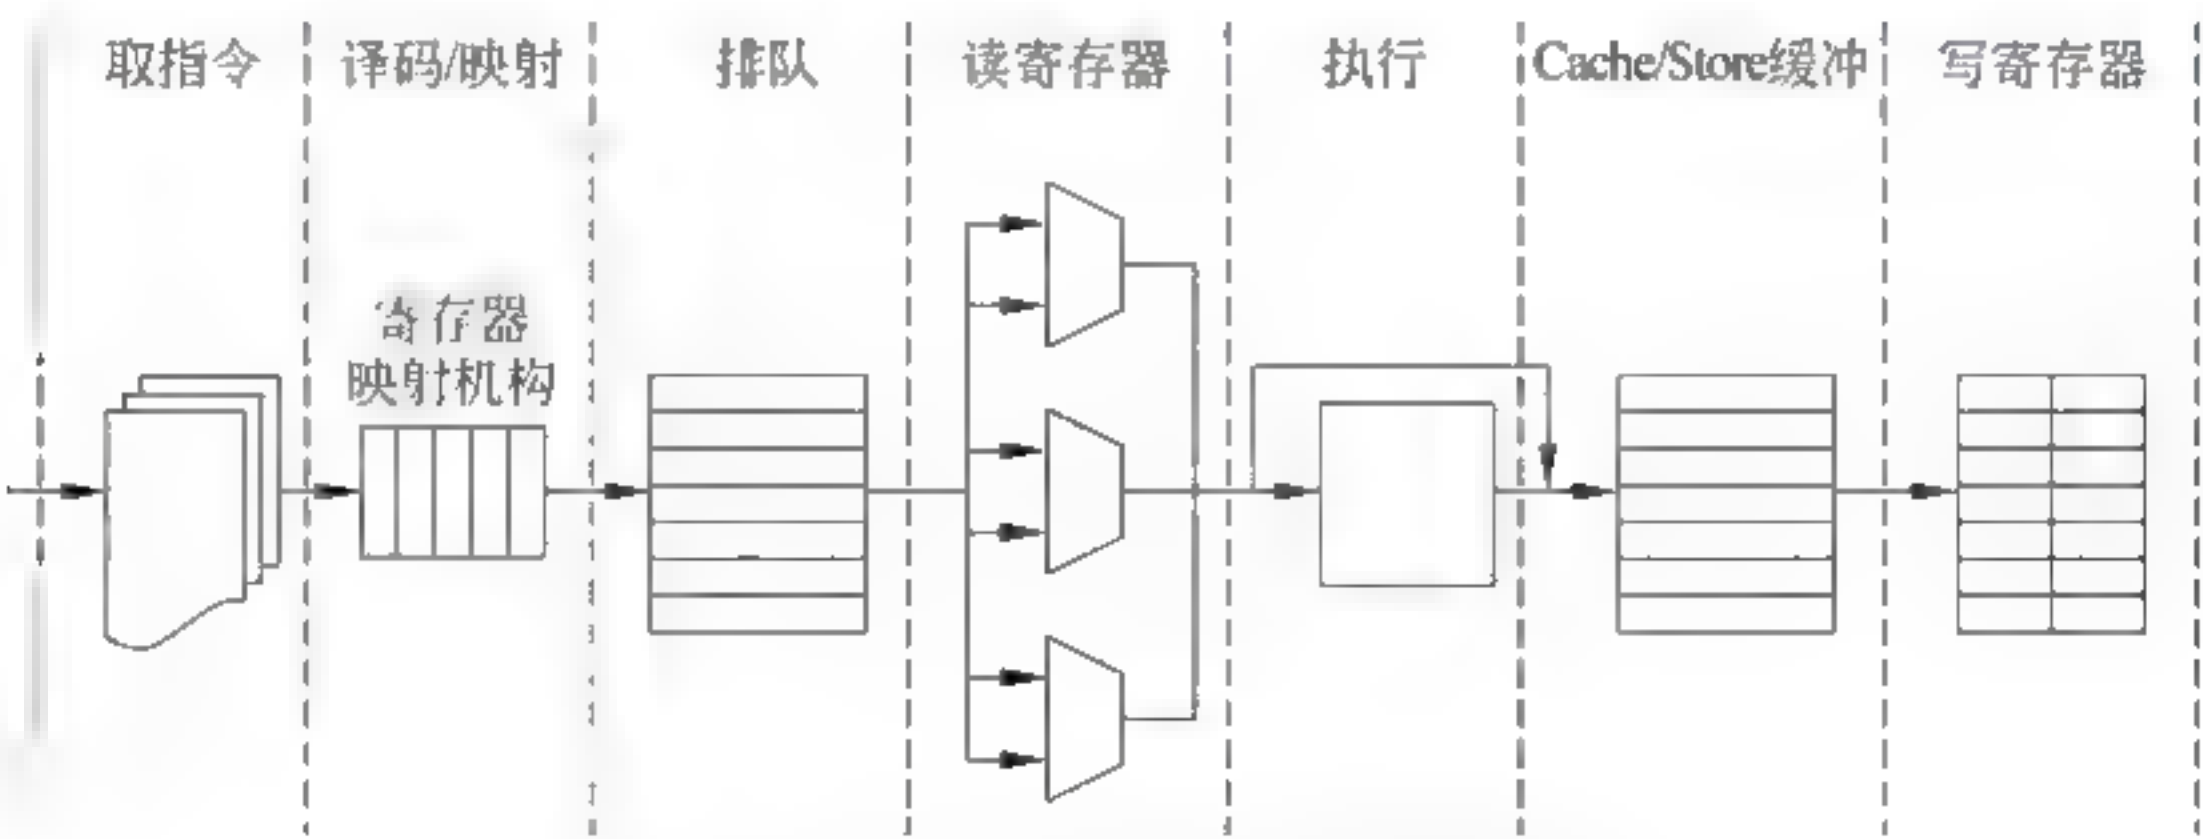 取指令
译码/映射
排队
读寄存器
执行
Cache/Store缓冲
写寄存器
寄存器
映射机构